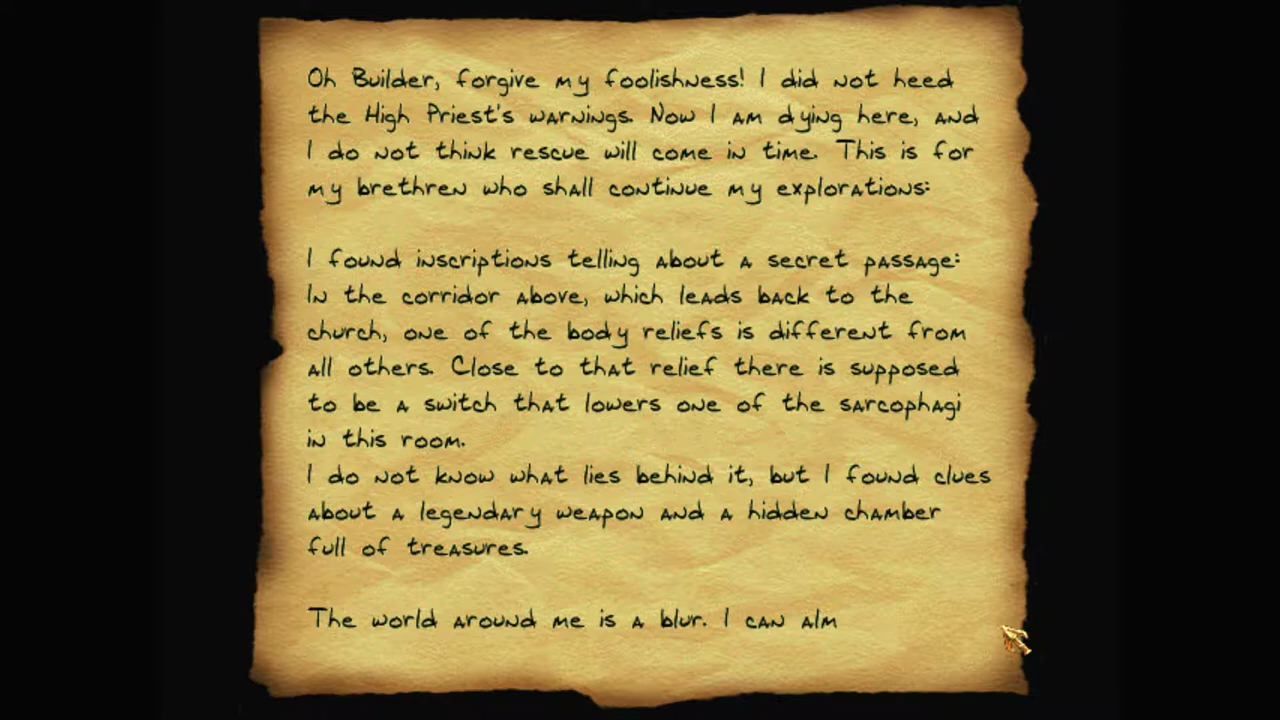 Oh Builder, forgive my foolishness! I did not heed
the High Priest's warnings. Now I am dying here, and
I do not think rescue will come in time. This is for
my brethren who shall continue my explorations:
I found inscriptions telling about a secret passage:
In the corridor above, which leads back to the
church, one of the body reliefs is different from
all others. Close to that relief there is supposed
to be a switch that lowers one of the sarcophagi
in this room.
I do not know what lies behind it, but I found clues
about a legendary weapon and a hidden chamber
full of treasures.
The world around me is a blur. I can alm